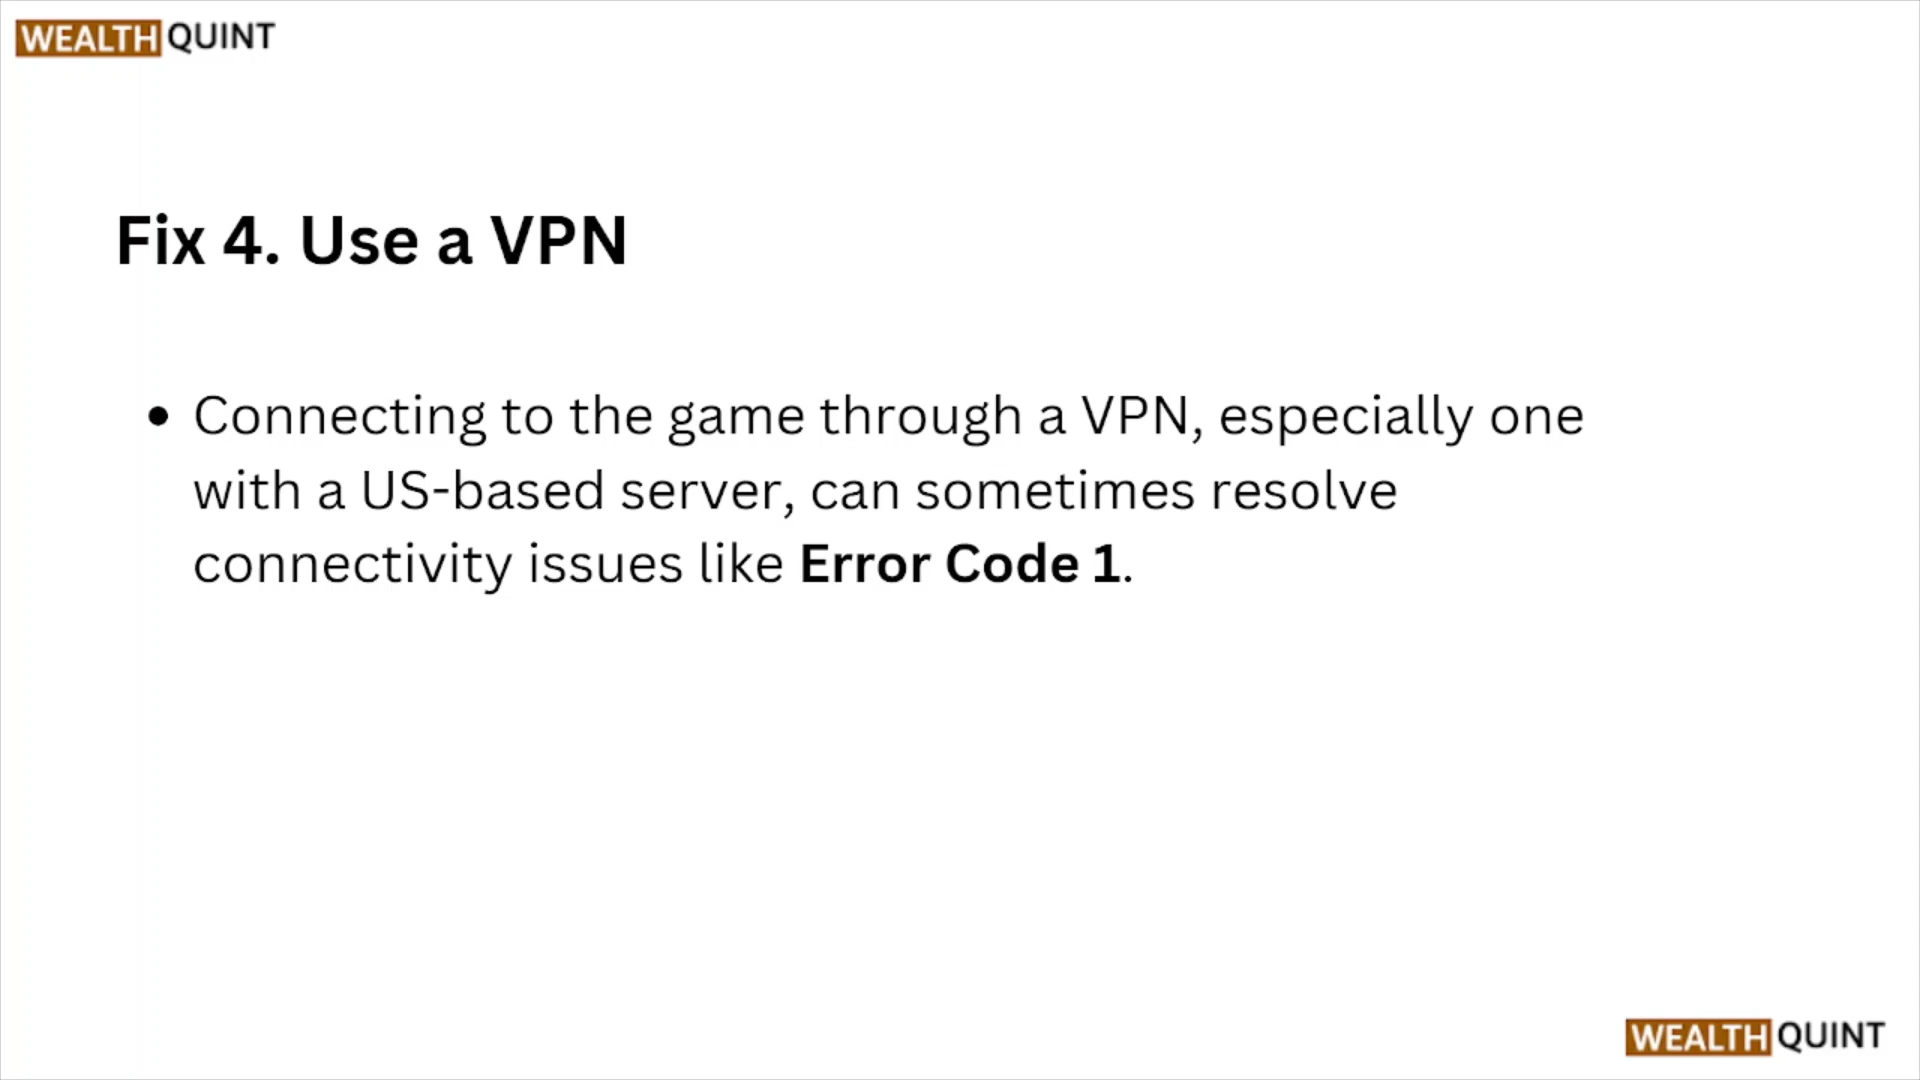 WEALTH QUINT
Fix 4. Use a VPN
• Connecting to the game through a VPN, especially one
with a US-based server, can sometimes resolve
connectivity issues like Error Code 1.
WEALTH QUINT